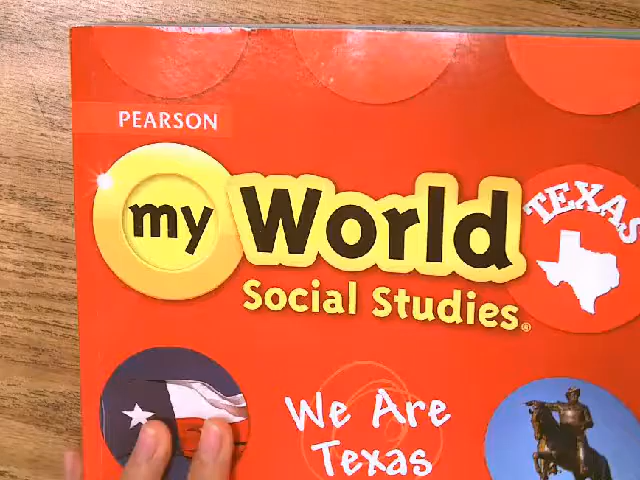 PEARSON
my World
TEXAS
Social Studies®
We Are
Texas